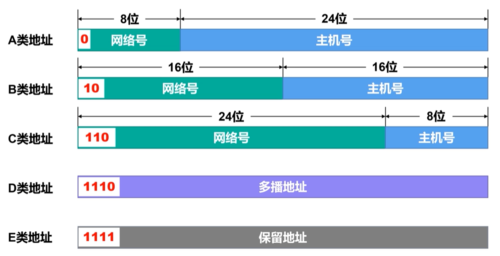 8位 24位
A类地址 0 网络号 主机号
16位 16位
B类地址 10 网络号 主机号
24位 8位
C类地址 110 网络号 主机号
D类地址 1110 多播地址
E类地址 1111 保留地址